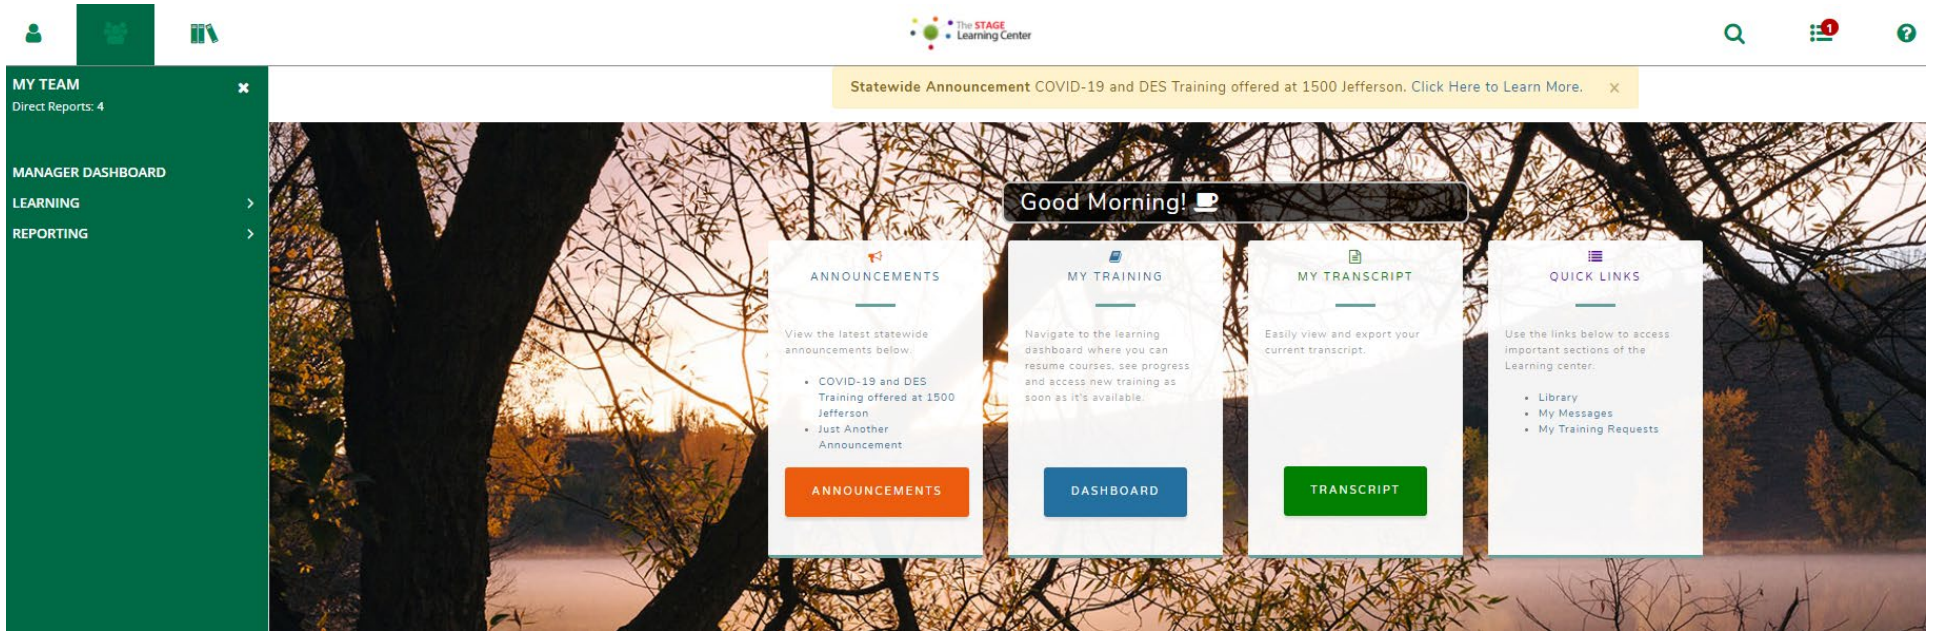 The STAGE
Learning Center
1
MY TEAM
Direct Reports: 4
MANAGER DASHBOARD
LEARNING
REPORTING
Statewide Announcement COVID-19 and DES Training offered at 1500 Jefferson. Click Here to Learn More. ×
Good Morning!
ANNOUNCEMENTS
View the latest statewide
announcements below.
• COVID-19 and DES
Training offered at 1500
Jefferson
• Just Another
Announcement
ANNOUNCEMENTS
MY TRAINING
Navigate to the learning
dashboard where you can
resume courses, see progress
and access new training as
soon as it's available.
DASHBOARD
MY TRANSCRIPT
Easily view and export your
current transcript.
TRANSCRIPT
QUICK LINKS
Use the links below to access
important sections of the
Learning center.
• Library
• My Messages
• My Training Requests